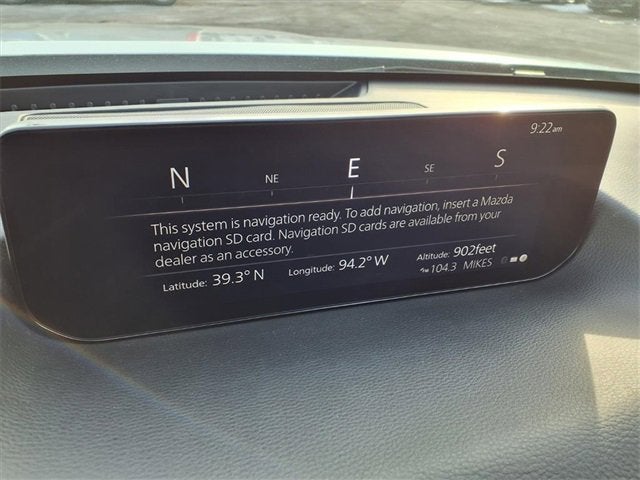 9:22am
N NE E SE S
This system is navigation ready. To add navigation, insert a Mazda
navigation SD card. Navigation SD cards are available from your
dealer as an accessory.
Latitude: 39.3° N Longitude: 94.2° W Altitude: 902feet
104.3 MIKES